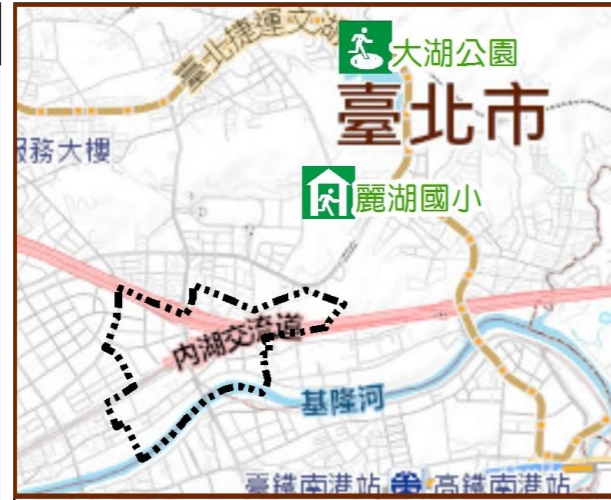 臺北捷運文湖
大湖公園
臺北市
服務大樓
麗湖國小
內湖交流道
基隆河
臺鐵南港站 高鐵南港站